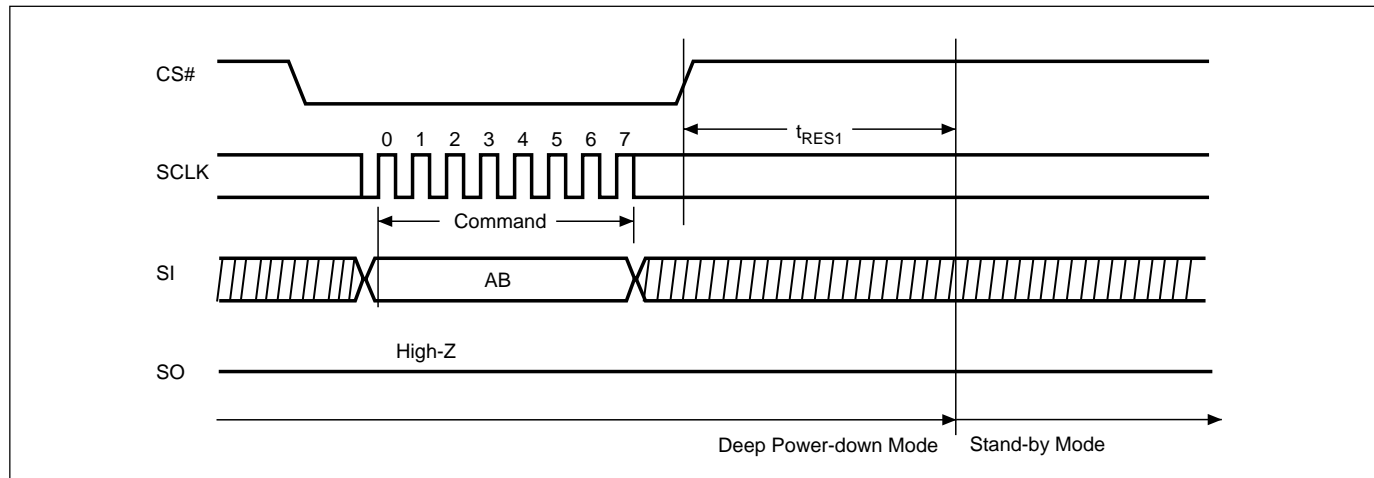 CS#
tRES1
0 1 2 3 4 5 6 7
SCLK
Command
SI
AB
High-Z
SO
Deep Power-down Mode Stand-by Mode